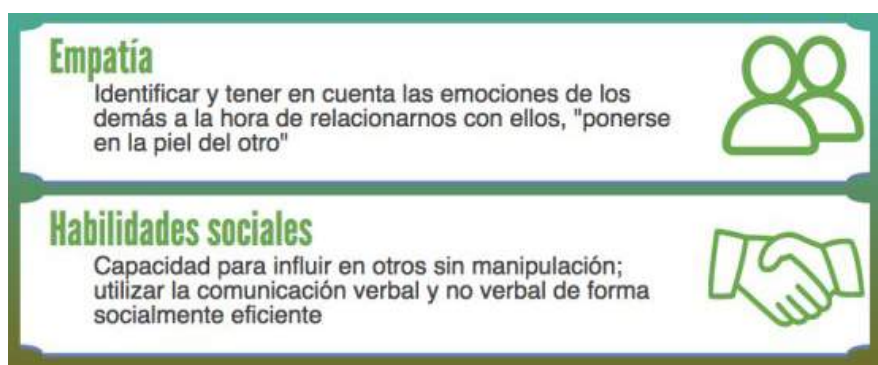 Empatía
Identificar y tener en cuenta las emociones de los
demás a la hora de relacionarnos con ellos, "ponerse
en la piel del otro"
Habilidades sociales
Capacidad para influir en otros sin manipulación;
utilizar la comunicación verbal y no verbal de forma
socialmente eficiente